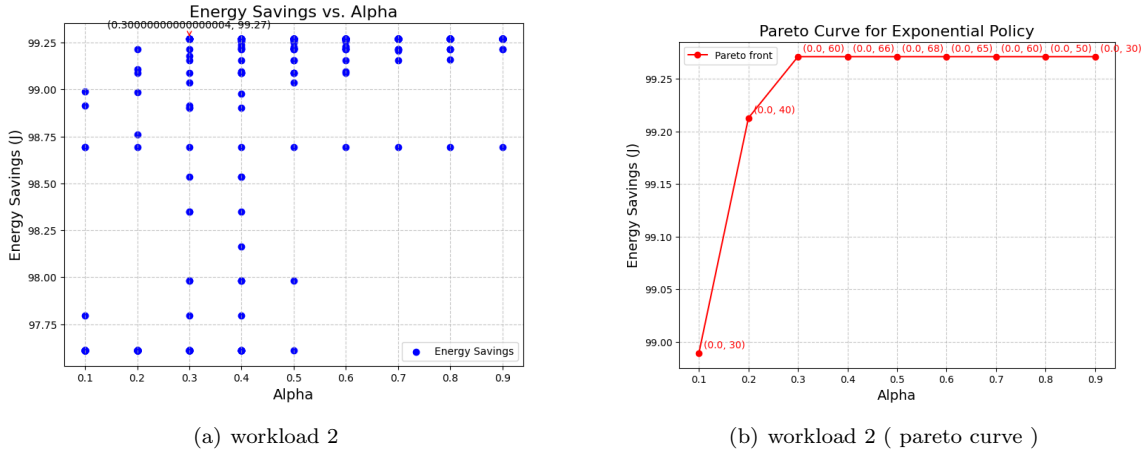 Energy Savings vs. Alpha
(0.30000000000000004, 99.27)
99.25
99.00
98.75
98.50
98.25
98.00
97.75
Energy Savings (J)
Energy Savings
0.1 0.2 0.3 0.4 0.5 0.6 0.7 0.8 0.9
Alpha
(a) workload 2
Pareto Curve for Exponential Policy
Pareto front
(0.0, 60) (0.0, 66) (0.0, 68) (0.0, 65) (0.0, 60) (0.0, 50) (0.0, 30)
(0.0, 40)
(0.0, 30)
99.25
99.20
99.15
99.10
99.05
99.00
Energy Savings (J)
0.1 0.2 0.3 0.4 0.5 0.6 0.7 0.8 0.9
Alpha
(b) workload 2 ( pareto curve )